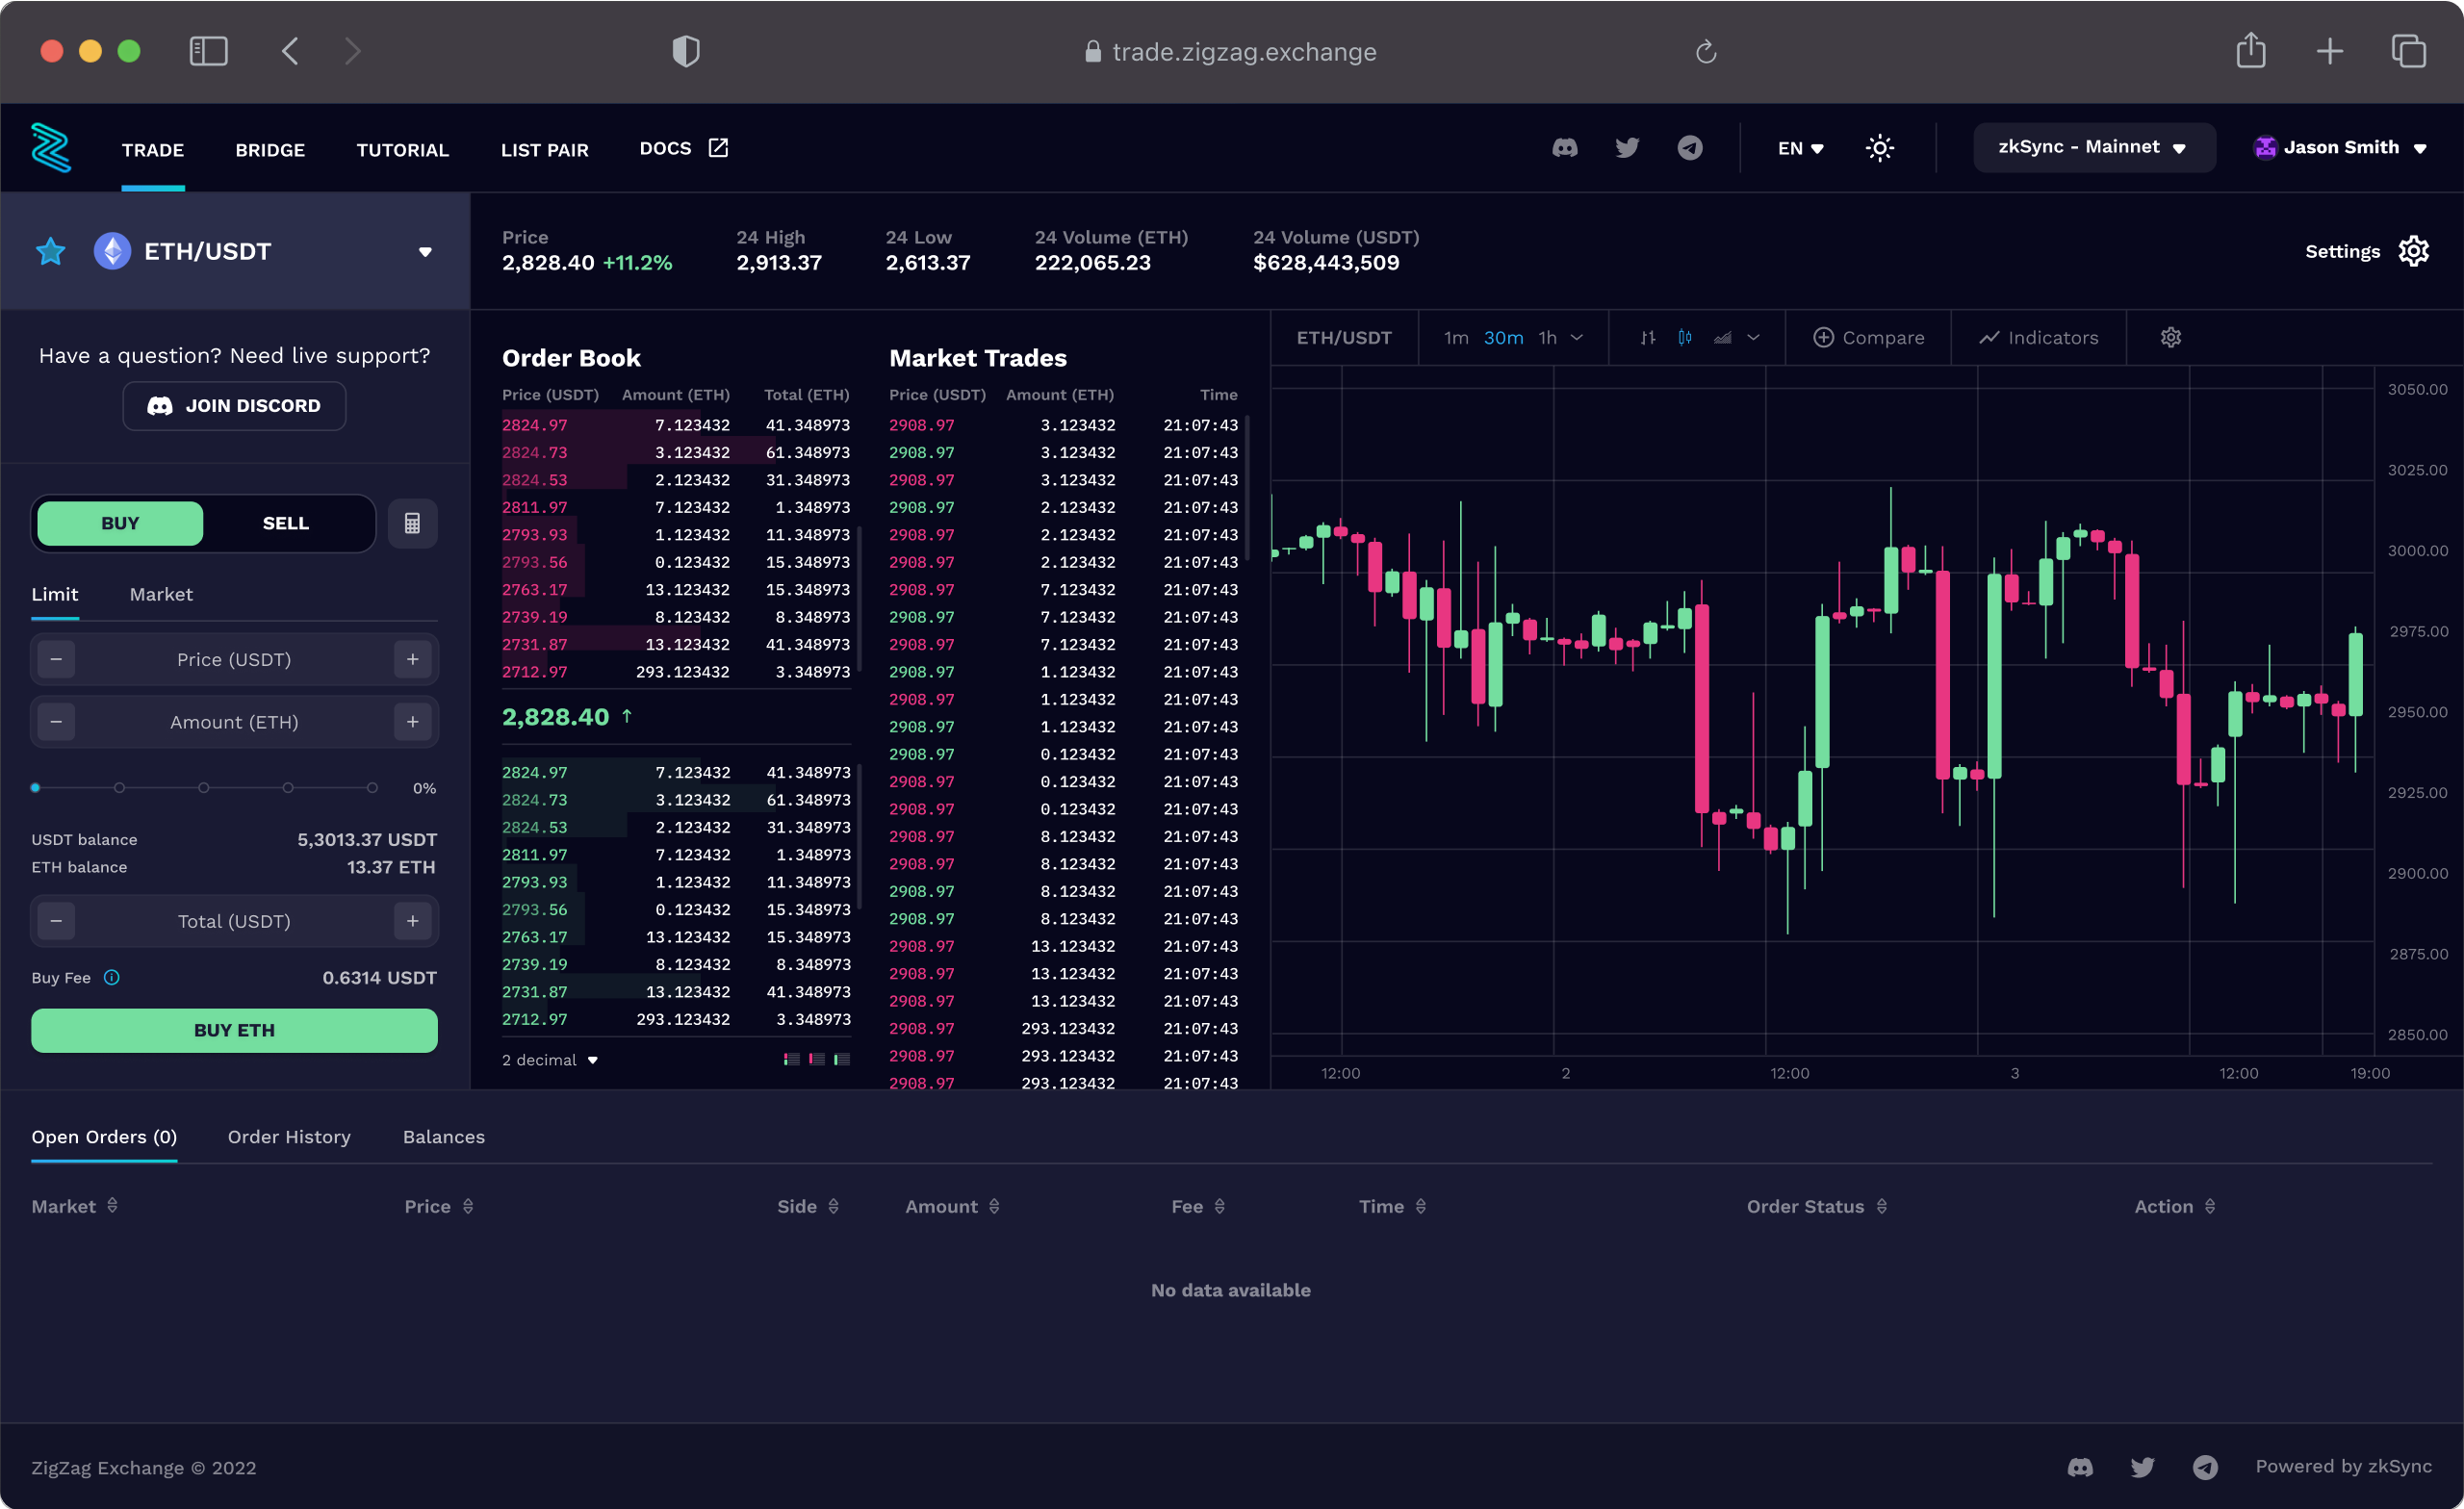 trade.zigzag.exchange
TRADE BRIDGE TUTORIAL LIST PAIR DOCS EN zkSync - Mainnet Jason Smith
ETH/USDT
Price 24 High 24 Low 24 Volume (ETH) 24 Volume (USDT)
2,828.40 +11.2% 2,913.37 2,613.37 222,065.23 $628,443,509
Settings
Have a question? Need live support?
JOIN DISCORD
BUY SELL
Limit Market
− Price (USDT) +
− Amount (ETH) +
0%
USDT balance 5,3013.37 USDT
ETH balance 13.37 ETH
− Total (USDT) +
Buy Fee 0.6314 USDT
BUY ETH
Order Book
Price (USDT) Amount (ETH) Total (ETH)
2824.97 7.123432 41.348973
2824.73 3.123432 61.348973
2824.53 2.123432 31.348973
2811.97 7.123432 1.348973
2793.93 1.123432 11.348973
2793.56 0.123432 15.348973
2763.17 13.123432 15.348973
2739.19 8.123432 8.348973
2731.87 13.123432 41.348973
2712.97 293.123432 3.348973
2,828.40 ↑
2824.97 7.123432 41.348973
2824.73 3.123432 61.348973
2824.53 2.123432 31.348973
2811.97 7.123432 1.348973
2793.93 1.123432 11.348973
2793.56 0.123432 15.348973
2763.17 13.123432 15.348973
2739.19 8.123432 8.348973
2731.87 13.123432 41.348973
2712.97 293.123432 3.348973
2 decimal
Market Trades
Price (USDT) Amount (ETH) Time
2908.97 3.123432 21:07:43
2908.97 3.123432 21:07:43
2908.97 3.123432 21:07:43
2908.97 2.123432 21:07:43
2908.97 2.123432 21:07:43
2908.97 2.123432 21:07:43
2908.97 7.123432 21:07:43
2908.97 7.123432 21:07:43
2908.97 7.123432 21:07:43
2908.97 1.123432 21:07:43
2908.97 1.123432 21:07:43
2908.97 1.123432 21:07:43
2908.97 0.123432 21:07:43
2908.97 0.123432 21:07:43
2908.97 0.123432 21:07:43
2908.97 8.123432 21:07:43
2908.97 8.123432 21:07:43
2908.97 8.123432 21:07:43
2908.97 8.123432 21:07:43
2908.97 13.123432 21:07:43
2908.97 13.123432 21:07:43
2908.97 13.123432 21:07:43
2908.97 293.123432 21:07:43
2908.97 293.123432 21:07:43
2908.97 293.123432 21:07:43
ETH/USDT 1m 30m 1h Compare Indicators
3050.00
3025.00
3000.00
2975.00
2950.00
2925.00
2900.00
2875.00
2850.00
12:00 2 12:00 3 12:00 19:00
Open Orders (0) Order History Balances
Market Price Side Amount Fee Time Order Status Action
No data available
ZigZag Exchange © 2022
Powered by zkSync